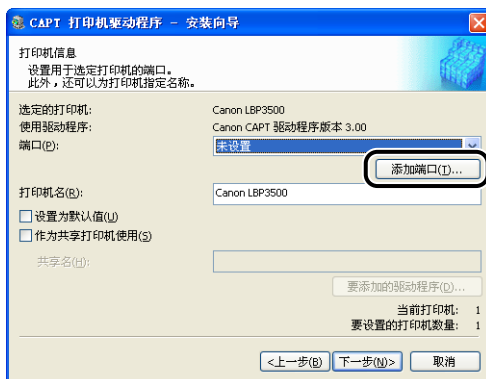 CAPT 打印机驱动程序 - 安装向导
打印机信息
设置用于选定打印机的端口。
此外，还可以为打印机指定名称。
选定的打印机: Canon LBP3500
使用驱动程序: Canon CAPT 驱动程序版本 3.00
端口(P): 未设置
添加端口(T)...
打印机名(R): Canon LBP3500
设置为默认值(U)
作为共享打印机使用(S)
共享名(H):
要添加的驱动程序(D)...
当前打印机: 1
要设置的打印机数量: 1
<上一步(B) 下一步(N)> 取消